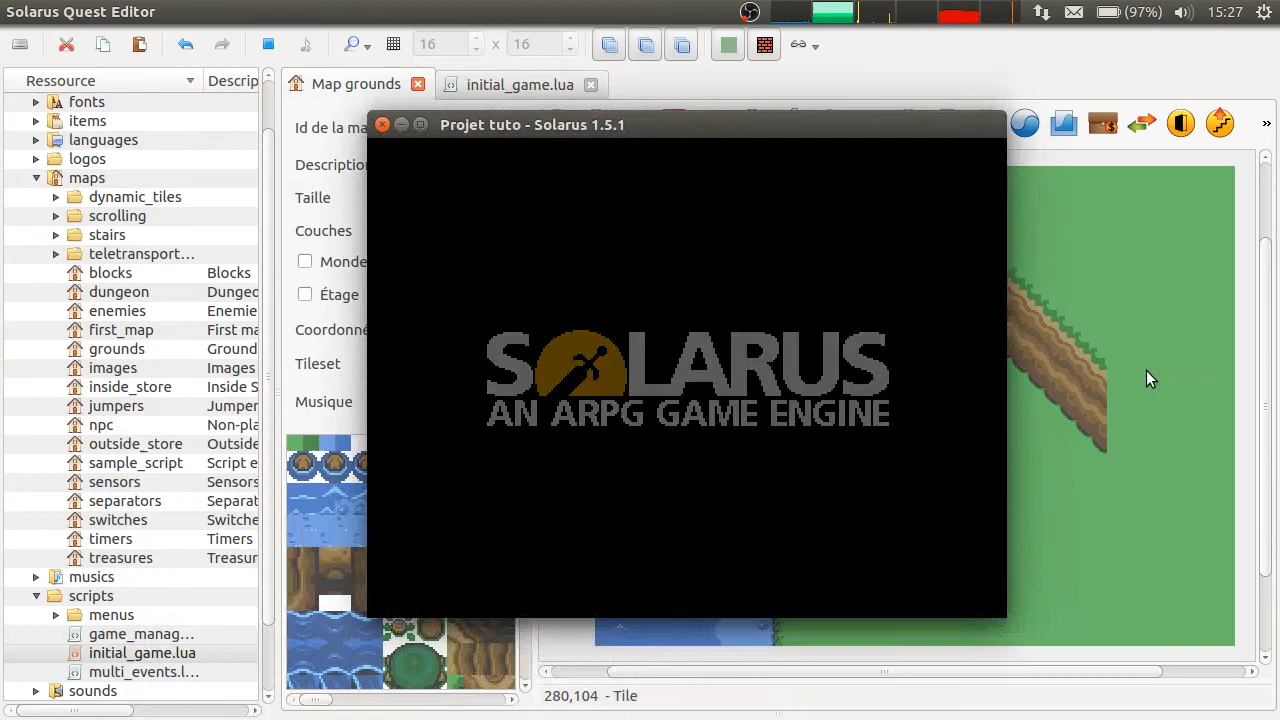 Solarus Quest Editor
(97%)
15:27
16 x 16
Ressource
Descrip
Map grounds
initial_game.lua
fonts
items
languages
logos
maps
dynamic_tiles
scrolling
stairs
teletransport...
blocks Blocks
dungeon Dungeo
enemies Enemie
first_map First ma
grounds Ground
images Images
inside_store Inside S
jumpers Jumper
npc Non-pla
outside_store Outside
sample_script Script e
sensors Sensors
separators Separat
switches Switche
timers Timers
treasures Treasur
musics
scripts
menus
game_manag...
initial_game.lua
multi_events.l...
sounds
Id de la ma
Description
Taille
Couches
Monde
Étage
Coordonné
Tileset
Musique
Projet tuto - Solarus 1.5.1
SOLARUS
AN ARPG GAME ENGINE
»
280,104 - Tile